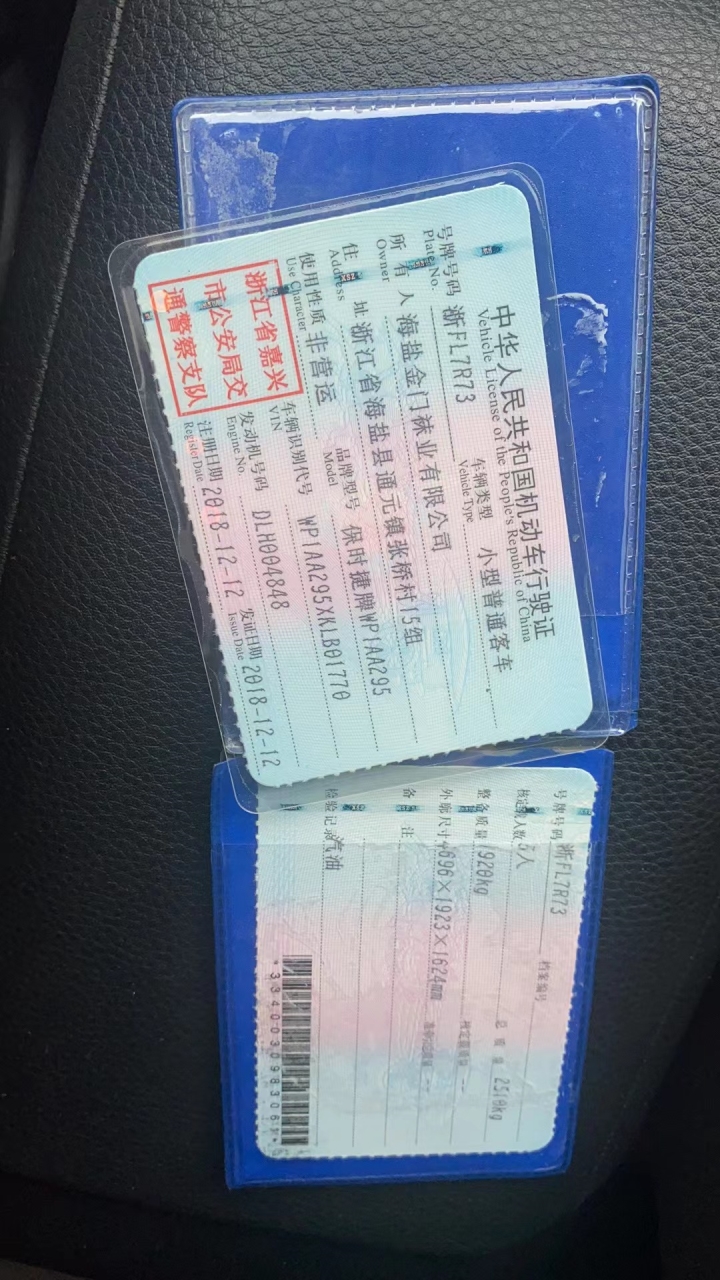 中华人民共和国机动车行驶证
Vehicle License of the People's Republic of China
号牌号码 浙FL7R73 车辆类型 小型普通客车
Plate No. Vehicle Type
所有人 海盐金门袜业有限公司
Owner
住址 浙江省海盐县通元镇张桥村15组
Address
使用性质 非营运 品牌型号 保时捷牌WP1AA295
Use Character Model
浙江省嘉兴
市公安局交
通警察支队
车辆识别代号 WP1AA295XKLB01770
VIN
发动机号码 DLH004848
Engine No.
注册日期 2018-12-12 发证日期 2018-12-12
Register Date Issue Date
号牌号码 浙FL7R73 档案编号
核定载人数 5人 总质量 2510kg
整备质量 1920kg 核定载质量 --
外廓尺寸 4696×1923×1624mm --
备注
检验记录 汽油